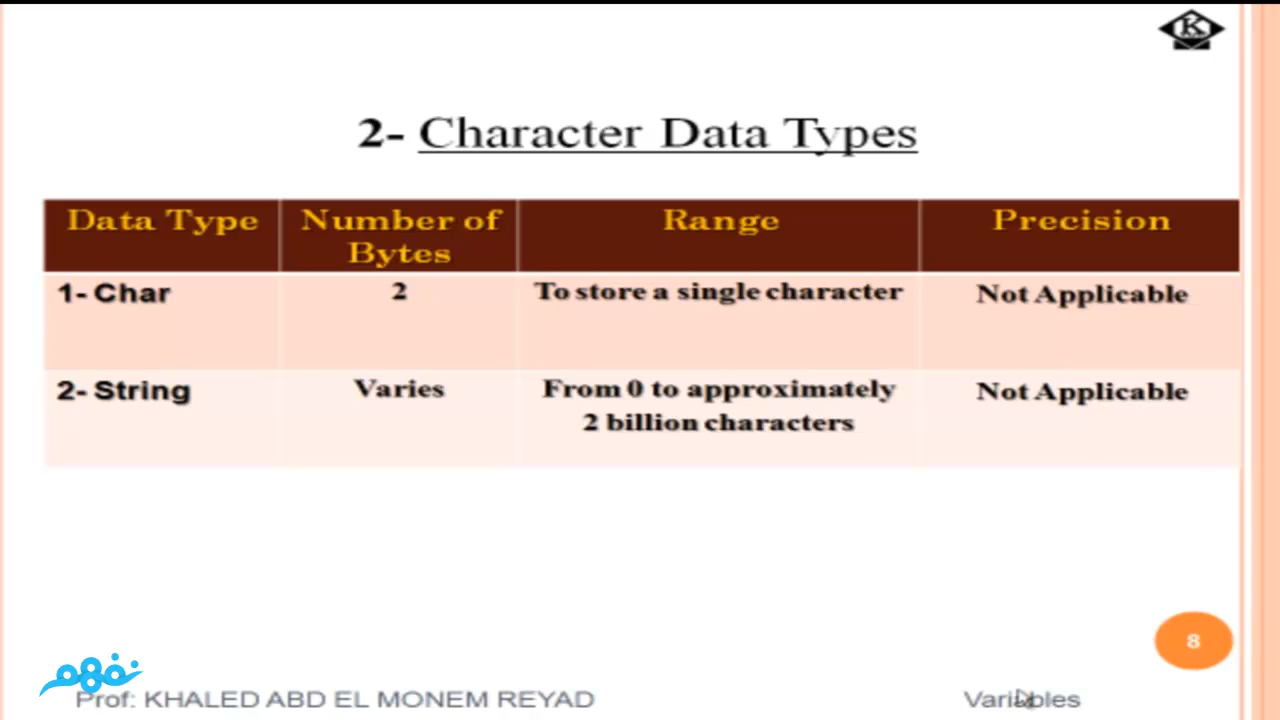 K
2- Character Data Types
Data Type Number of Bytes Range Precision
1- Char 2 To store a single character Not Applicable
2- String Varies From 0 to approximately 2 billion characters Not Applicable
8
نفهم
Prof: KHALED ABD EL MONEM REYAD Variables